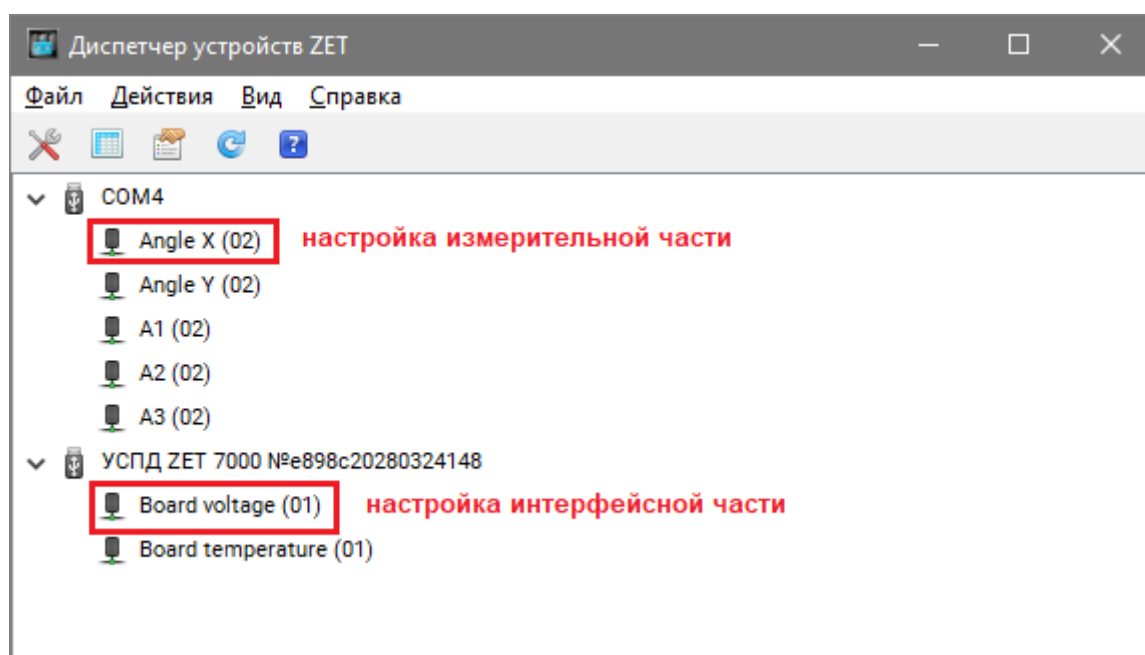 Диспетчер устройств ZET
Файл Действия Вид Справка
COM4
Angle X (02) настройка измерительной части
Angle Y (02)
A1 (02)
A2 (02)
A3 (02)
УСПД ZET 7000 №e898c20280324148
Board voltage (01) настройка интерфейсной части
Board temperature (01)